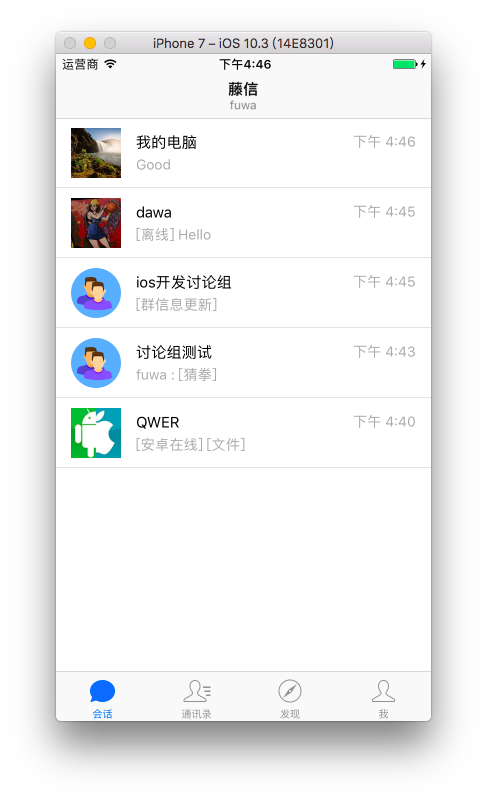 iPhone 7 – iOS 10.3 (14E8301)
运营商 下午4:46
藤信
fuwa
我的电脑 下午 4:46
Good
dawa 下午 4:45
[离线] Hello
ios开发讨论组 下午 4:45
[群信息更新]
讨论组测试 下午 4:43
fuwa : [猜拳]
QWER 下午 4:40
[安卓在线] [文件]
会话 通讯录 发现 我